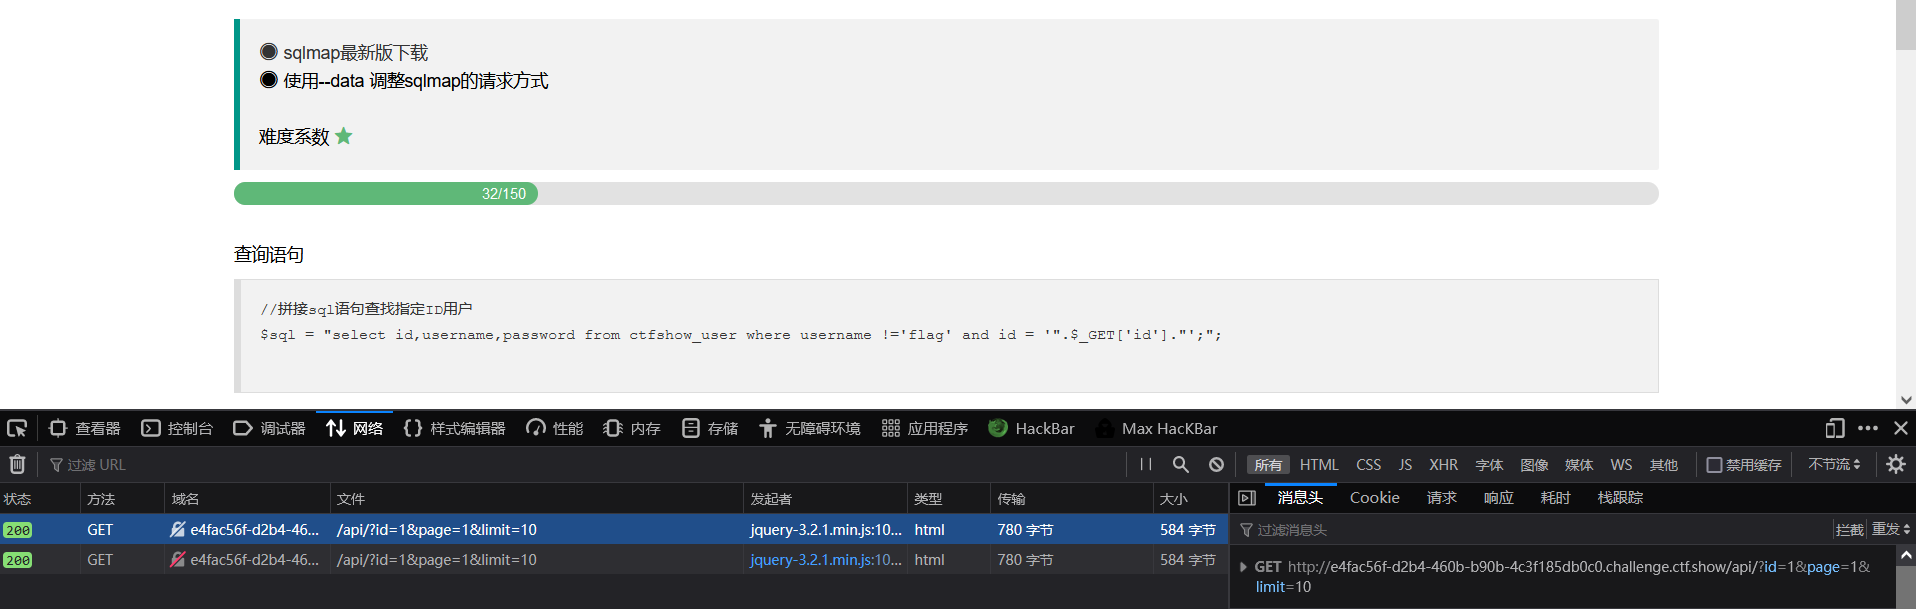 sqlmap最新版下载
使用--data 调整sqlmap的请求方式
难度系数
32/150
查询语句
//拼接sql语句查找指定ID用户
$sql = "select id,username,password from ctfshow_user where username !='flag' and id = '".$_GET['id']."';";
查看器 控制台 调试器 网络 样式编辑器 性能 内存 存储 无障碍环境 应用程序 HackBar Max HacKBar
过滤 URL 所有 HTML CSS JS XHR 字体 图像 媒体 WS 其他 禁用缓存 不节流
状态 方法 域名 文件 发起者 类型 传输 大小 消息头 Cookie 请求 响应 耗时 栈跟踪
200 GET e4fac56f-d2b4-46... /api/?id=1&page=1&limit=10 jquery-3.2.1.min.js:10... html 780 字节 584 字节 过滤消息头 拦截 重发
200 GET e4fac56f-d2b4-46... /api/?id=1&page=1&limit=10 jquery-3.2.1.min.js:10... html 780 字节 584 字节
GET http://e4fac56f-d2b4-460b-b90b-4c3f185db0c0.challenge.ctf.show/api/?id=1&page=1&
limit=10